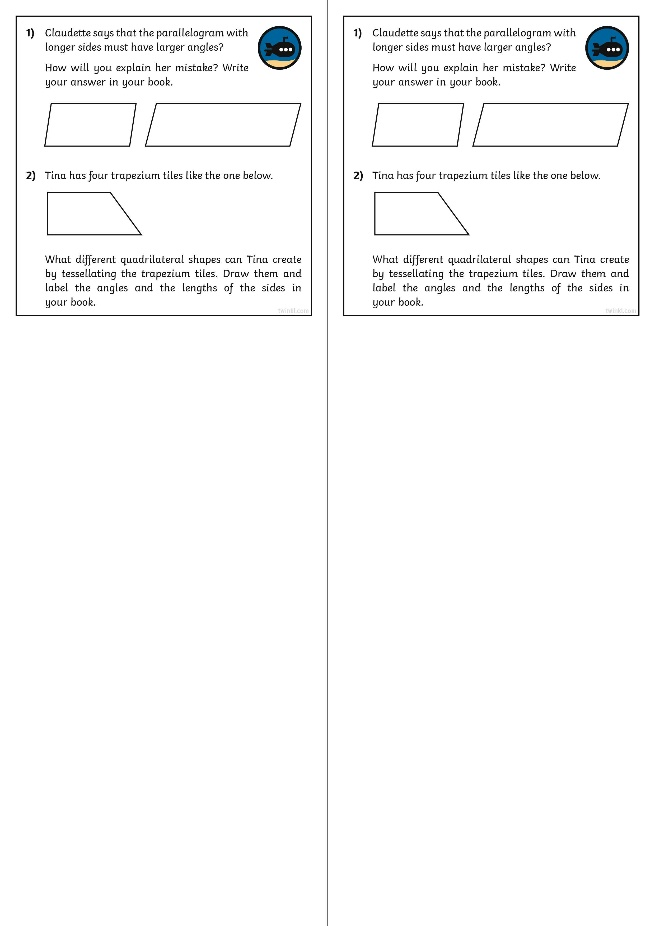 1) Claudette says that the parallelogram with
longer sides must have larger angles?
How will you explain her mistake? Write
your answer in your book.
2) Tina has four trapezium tiles like the one below.
What different quadrilateral shapes can Tina create
by tessellating the trapezium tiles. Draw them and
label the angles and the lengths of the sides in
your book.
twinkl.com
1) Claudette says that the parallelogram with
longer sides must have larger angles?
How will you explain her mistake? Write
your answer in your book.
2) Tina has four trapezium tiles like the one below.
What different quadrilateral shapes can Tina create
by tessellating the trapezium tiles. Draw them and
label the angles and the lengths of the sides in
your book.
twinkl.com